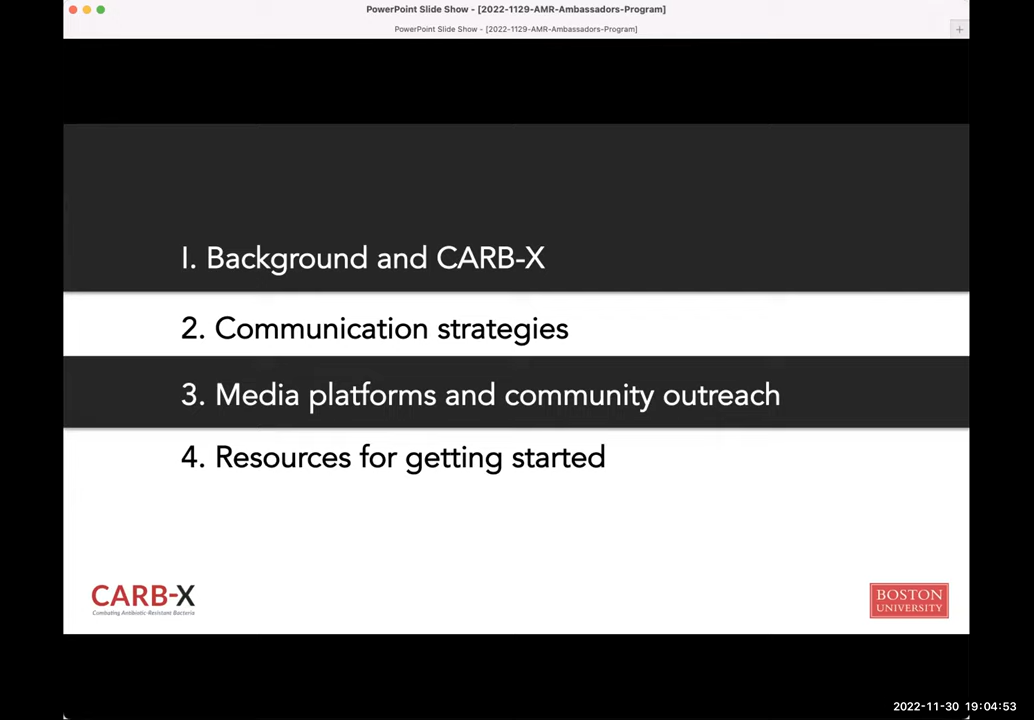 PowerPoint Slide Show - [2022-1129-AMR-Ambassadors-Program]
PowerPoint Slide Show - [2022-1129-AMR-Ambassadors-Program]
I. Background and CARB-X
2. Communication strategies
3. Media platforms and community outreach
4. Resources for getting started
CARB-X
Combating Antibiotic-Resistant Bacteria
BOSTON
UNIVERSITY
2022-11-30 19:04:53